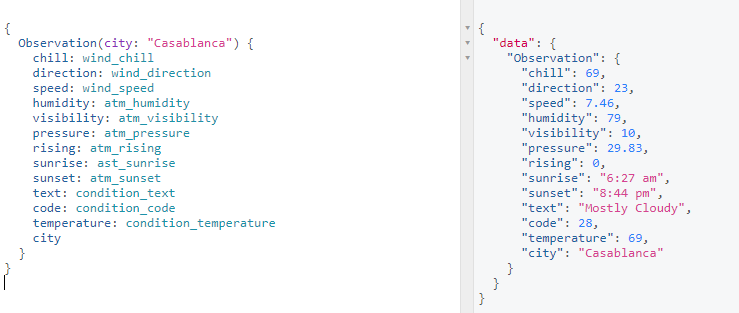 {
  Observation(city: "Casablanca") {
    chill: wind_chill
    direction: wind_direction
    speed: wind_speed
    humidity: atm_humidity
    visibility: atm_visibility
    pressure: atm_pressure
    rising: atm_rising
    sunrise: ast_sunrise
    sunset: atm_sunset
    text: condition_text
    code: condition_code
    temperature: condition_temperature
    city
  }
}
{
  "data": {
    "Observation": {
      "chill": 69,
      "direction": 23,
      "speed": 7.46,
      "humidity": 79,
      "visibility": 10,
      "pressure": 29.83,
      "rising": 0,
      "sunrise": "6:27 am",
      "sunset": "8:44 pm",
      "text": "Mostly Cloudy",
      "code": 28,
      "temperature": 69,
      "city": "Casablanca"
    }
  }
}